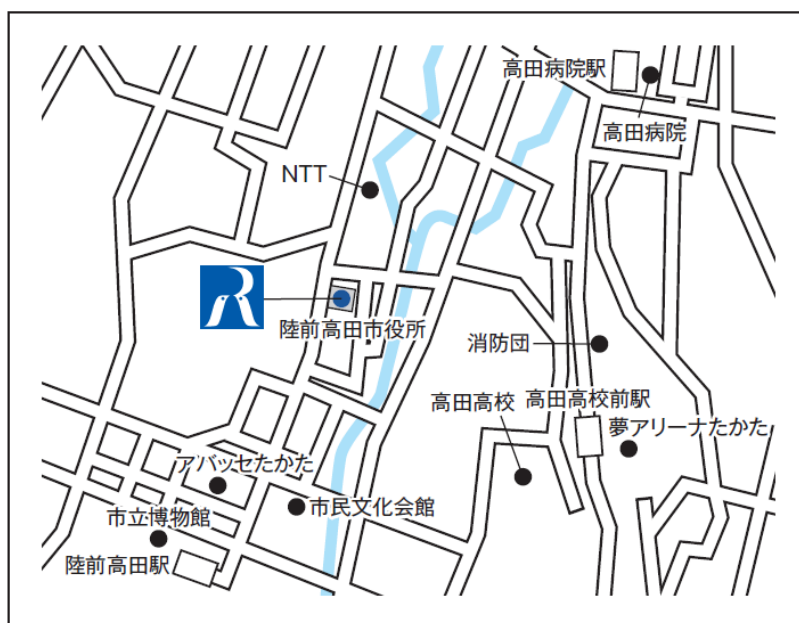 高田病院駅
高田病院
NTT
陸前高田市役所
消防団
高田高校
高田高校前駅
夢アリーナたかた
アバッセたかた
市民文化会館
市立博物館
陸前高田駅